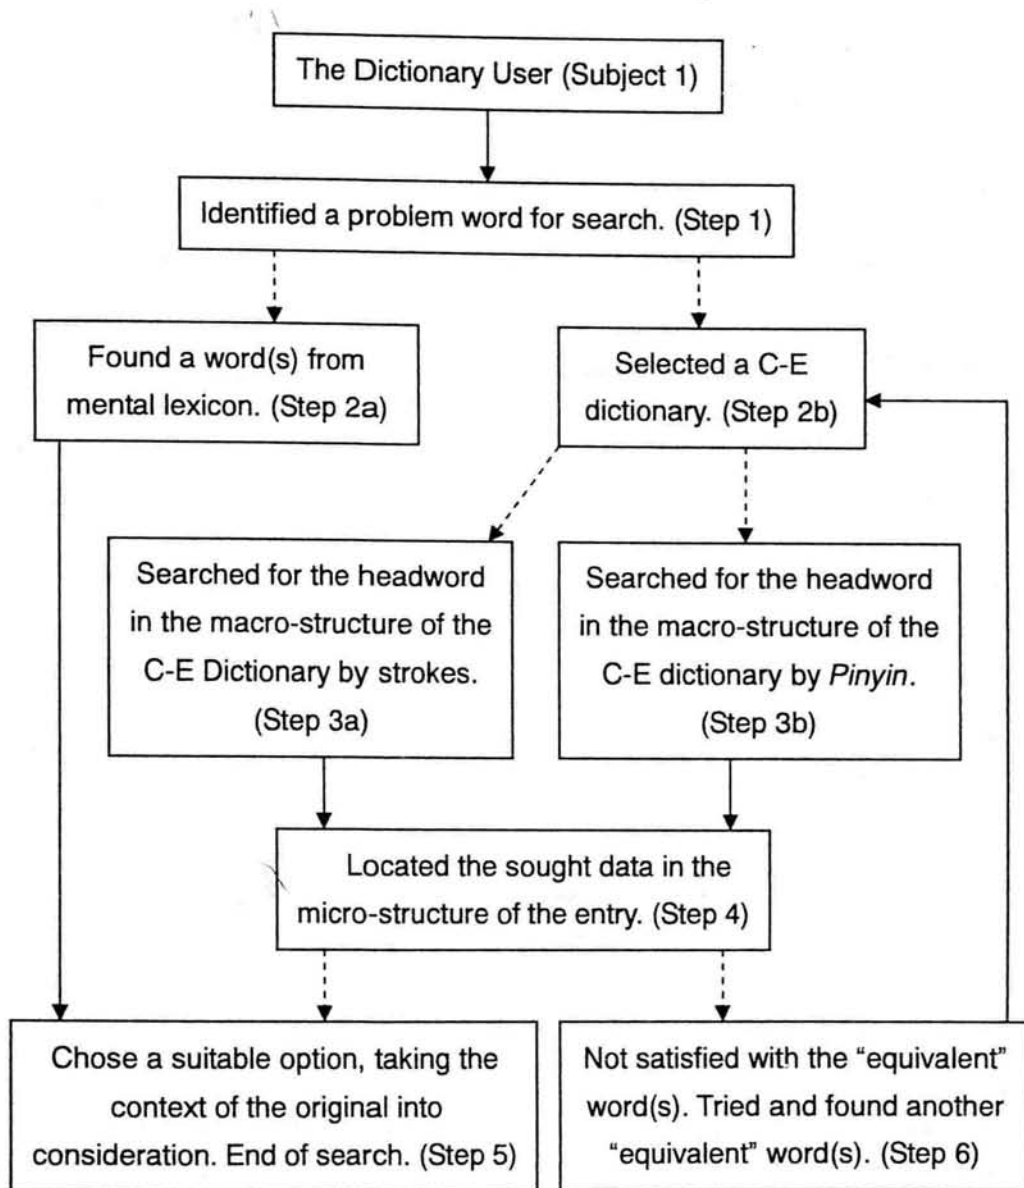 The Dictionary User (Subject 1)
Identified a problem word for search. (Step 1)
Found a word(s) from
mental lexicon. (Step 2a)
Selected a C-E
dictionary. (Step 2b)
Searched for the headword
in the macro-structure of the
C-E Dictionary by strokes.
(Step 3a)
Searched for the headword
in the macro-structure of the
C-E dictionary by Pinyin.
(Step 3b)
Located the sought data in the
micro-structure of the entry. (Step 4)
Chose a suitable option, taking the
context of the original into
consideration. End of search. (Step 5)
Not satisfied with the “equivalent”
word(s). Tried and found another
“equivalent” word(s). (Step 6)